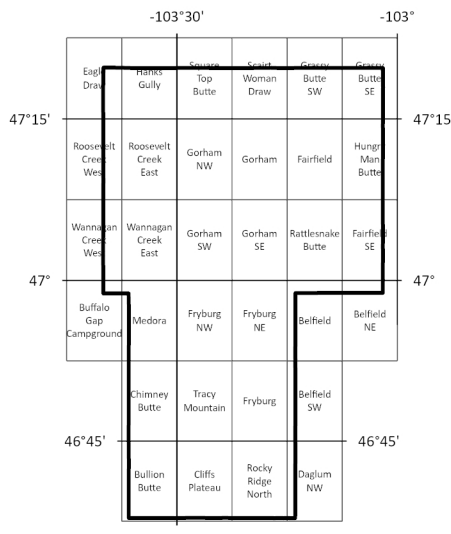 -103°30'
-103°
Eagle
Draw
Hanks
Gully
Square
Top
Butte
Scairt
Woman
Draw
Grassy
Butte
SW
Grassy
Butte
SE
47°15'
47°15
Roosevelt
Creek
West
Roosevelt
Creek
East
Gorham
NW
Gorham
Fairfield
Hungry
Man
Butte
Wannagan
Creek
West
Wannagan
Creek
East
Gorham
SW
Gorham
SE
Rattlesnake
Butte
Fairfield
SE
47°
47°
Buffalo
Gap
Campground
Medora
Fryburg
NW
Fryburg
NE
Belfield
Belfield
NE
Chimney
Butte
Tracy
Mountain
Fryburg
Belfield
SW
46°45'
46°45'
Bullion
Butte
Cliffs
Plateau
Rocky
Ridge
North
Daglum
NW